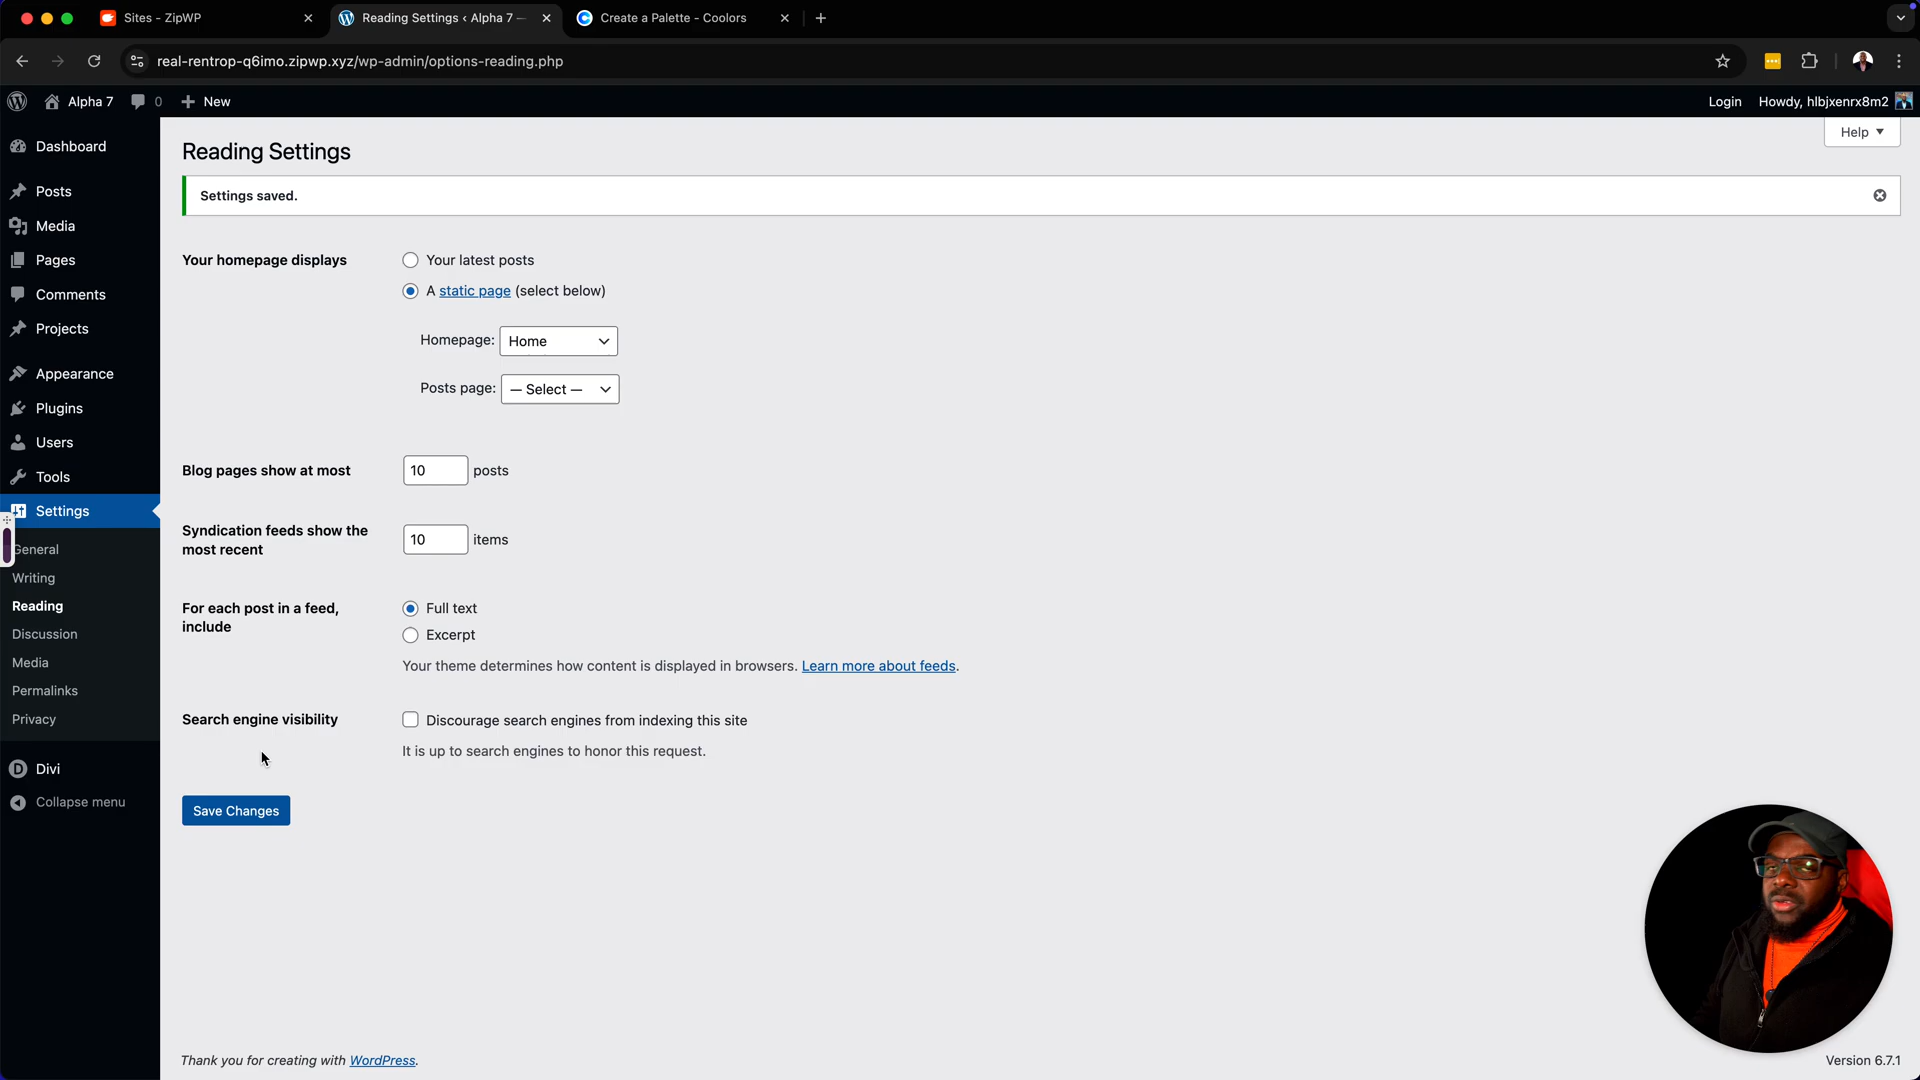 Sites - ZipWP
Reading Settings ‹ Alpha 7 —
Create a Palette - Coolors
real-rentrop-q6imo.zipwp.xyz/wp-admin/options-reading.php
Alpha 7
0
New
Login
Howdy, hlbjxenrx8m2
Help
Dashboard
Posts
Media
Pages
Comments
Projects
Appearance
Plugins
Users
Tools
Settings
General
Writing
Reading
Discussion
Media
Permalinks
Privacy
Divi
Collapse menu
Reading Settings
Settings saved.
Your homepage displays
Your latest posts
A static page (select below)
Homepage: Home
Posts page: — Select —
Blog pages show at most
10 posts
Syndication feeds show the
most recent
10 items
For each post in a feed,
include
Full text
Excerpt
Your theme determines how content is displayed in browsers. Learn more about feeds.
Search engine visibility
Discourage search engines from indexing this site
It is up to search engines to honor this request.
Save Changes
Thank you for creating with WordPress.
Version 6.7.1